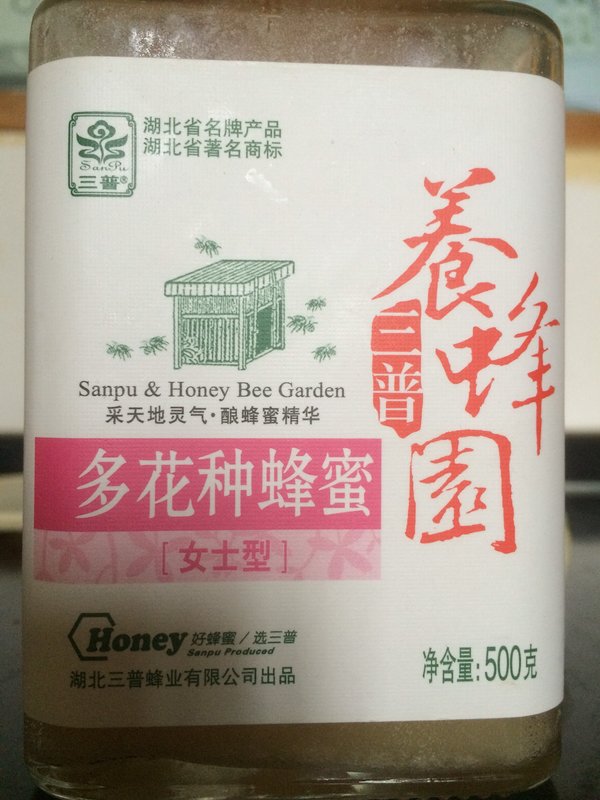 湖北省名牌产品
湖北省著名商标
SanPu
三普®
養蜂園
三普
Sanpu & Honey Bee Garden
采天地灵气·酿蜂蜜精华
多花种蜂蜜
[女士型]
Honey 好蜂蜜/选三普
Sanpu Produced
湖北三普蜂业有限公司出品
净含量:500克